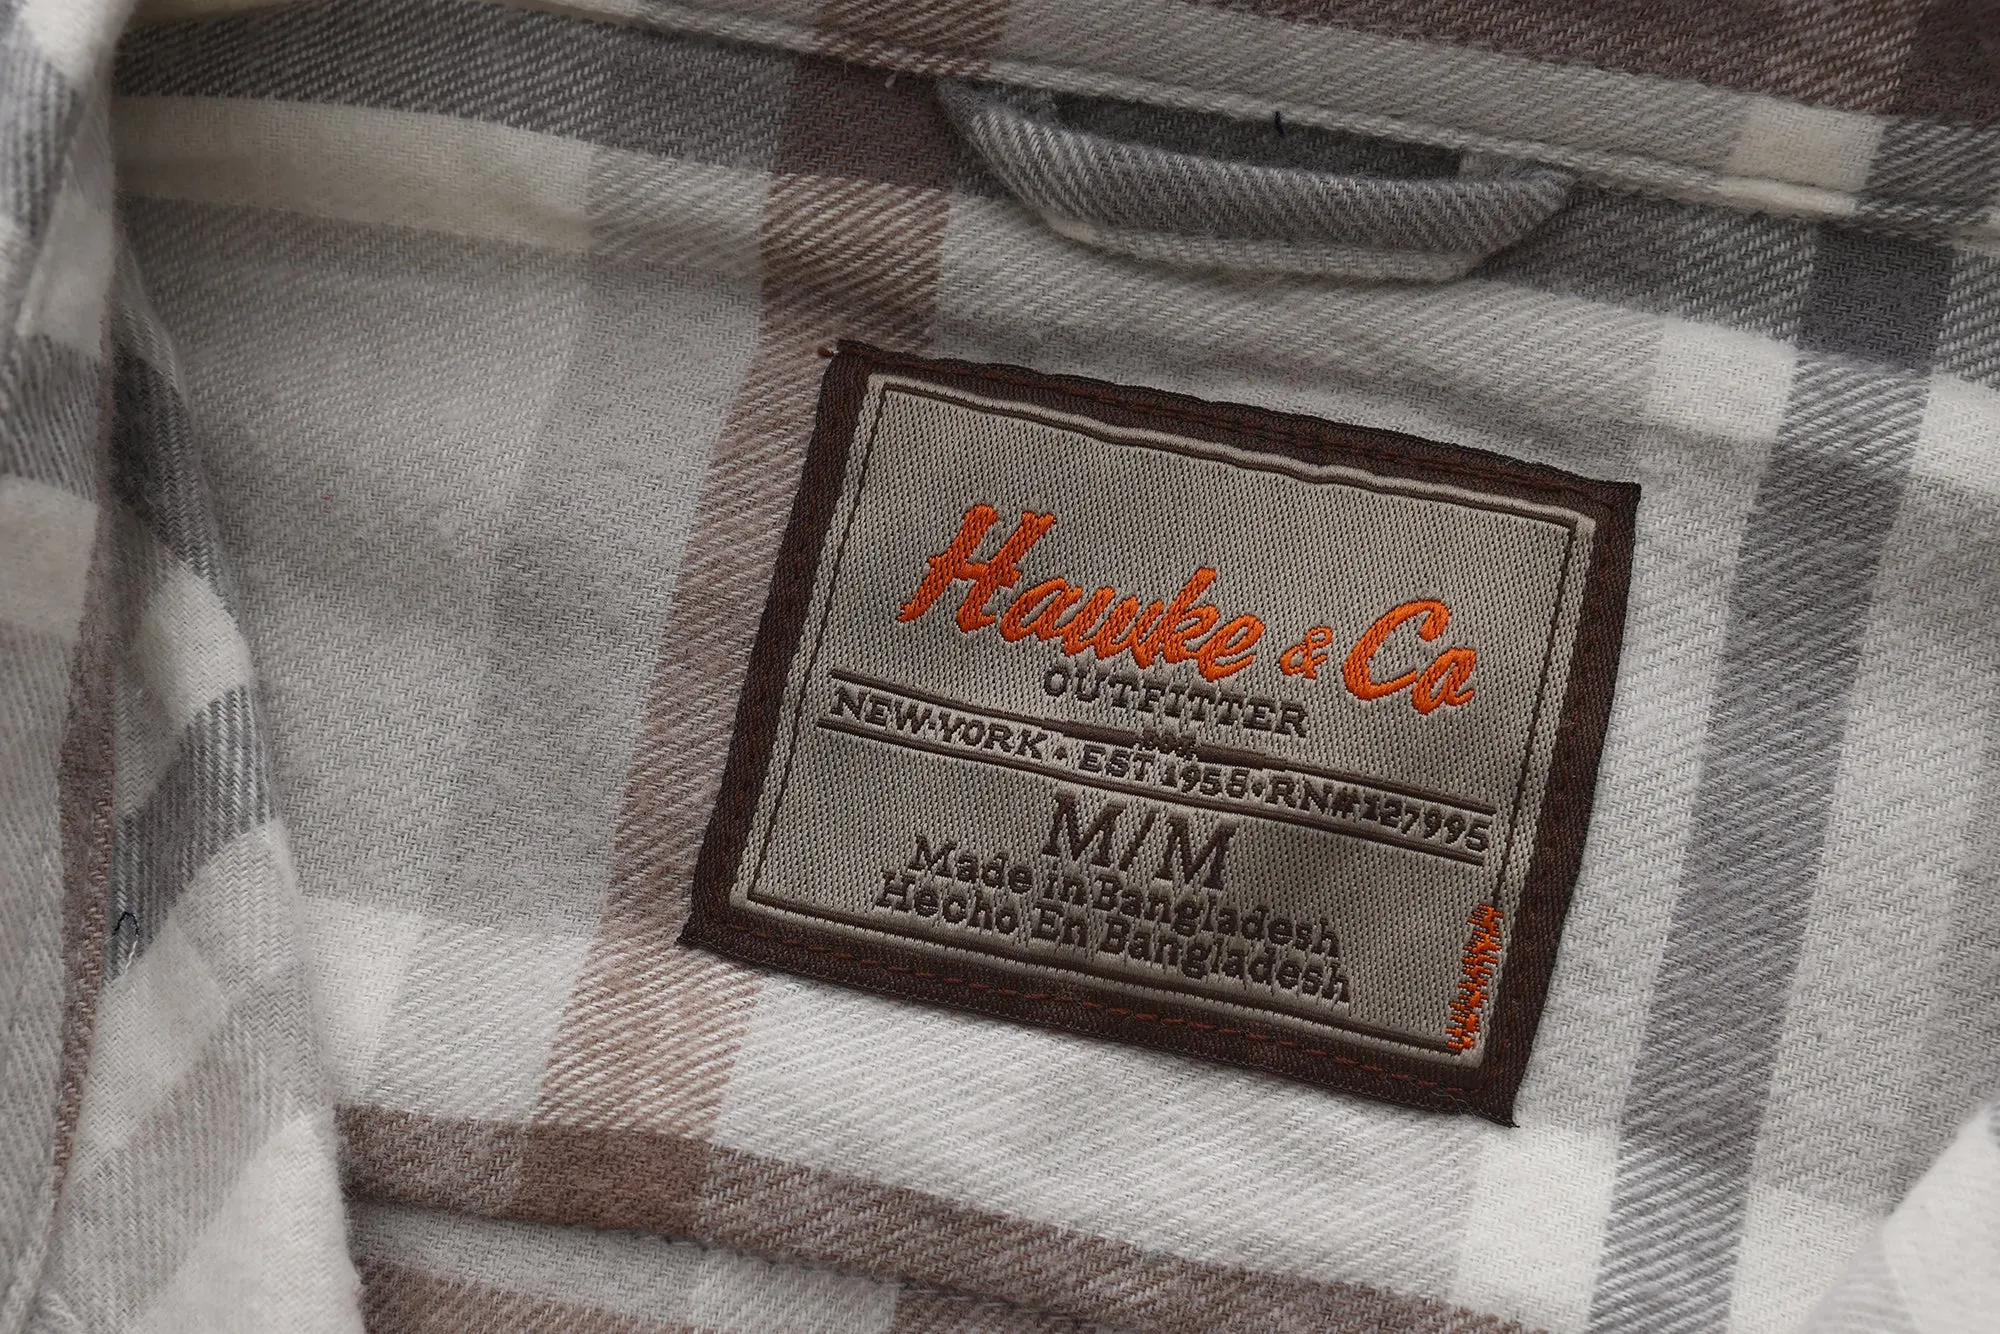 Hawke & Co
OUTFITTER
NEW·YORK · EST 1958·RN#127995
M/M
Made in Bangladesh
Hecho En Bangladesh